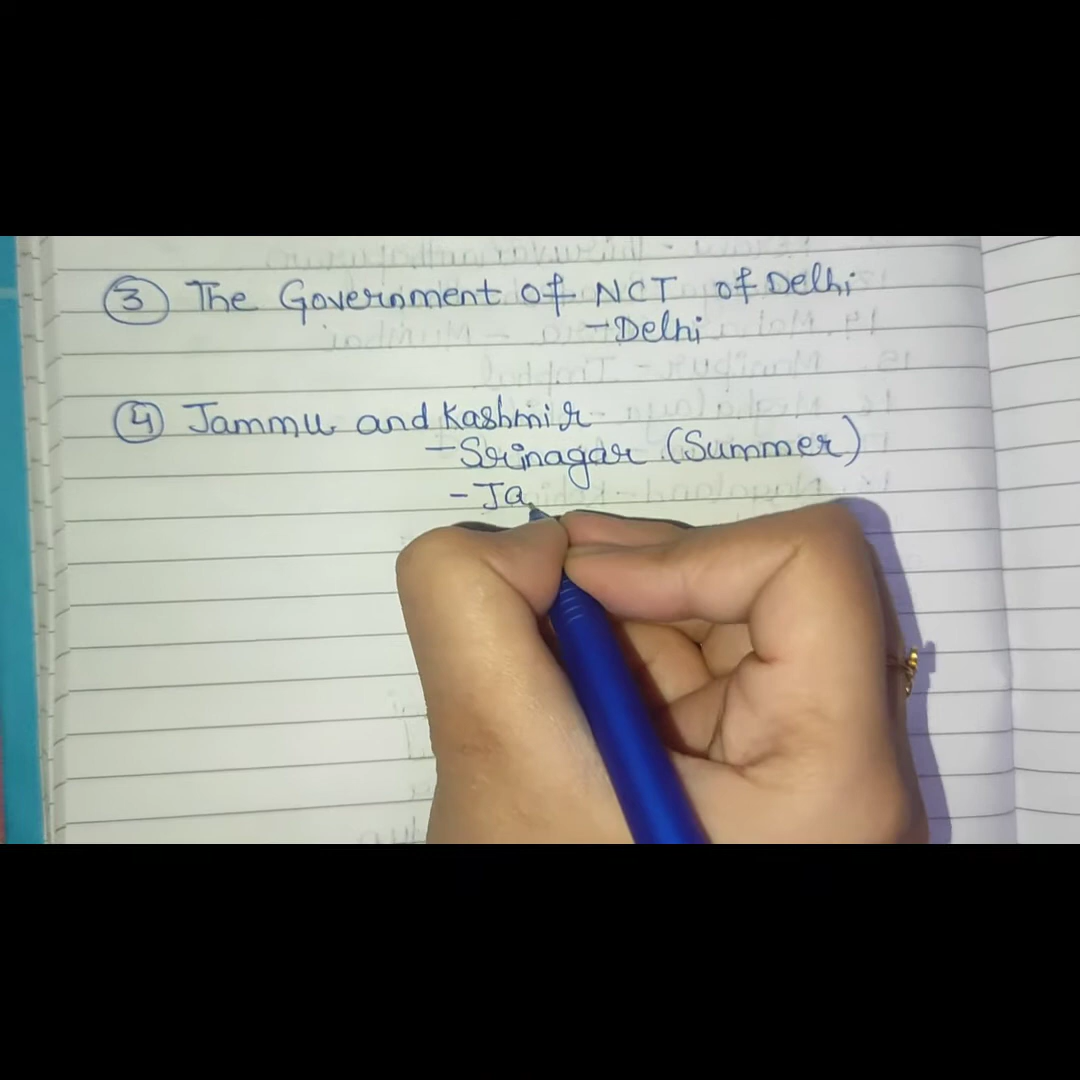 ③ The Government of NCT of Delhi
- Delhi
④ Jammu and Kashmir
- Srinagar (Summer)
- Ja